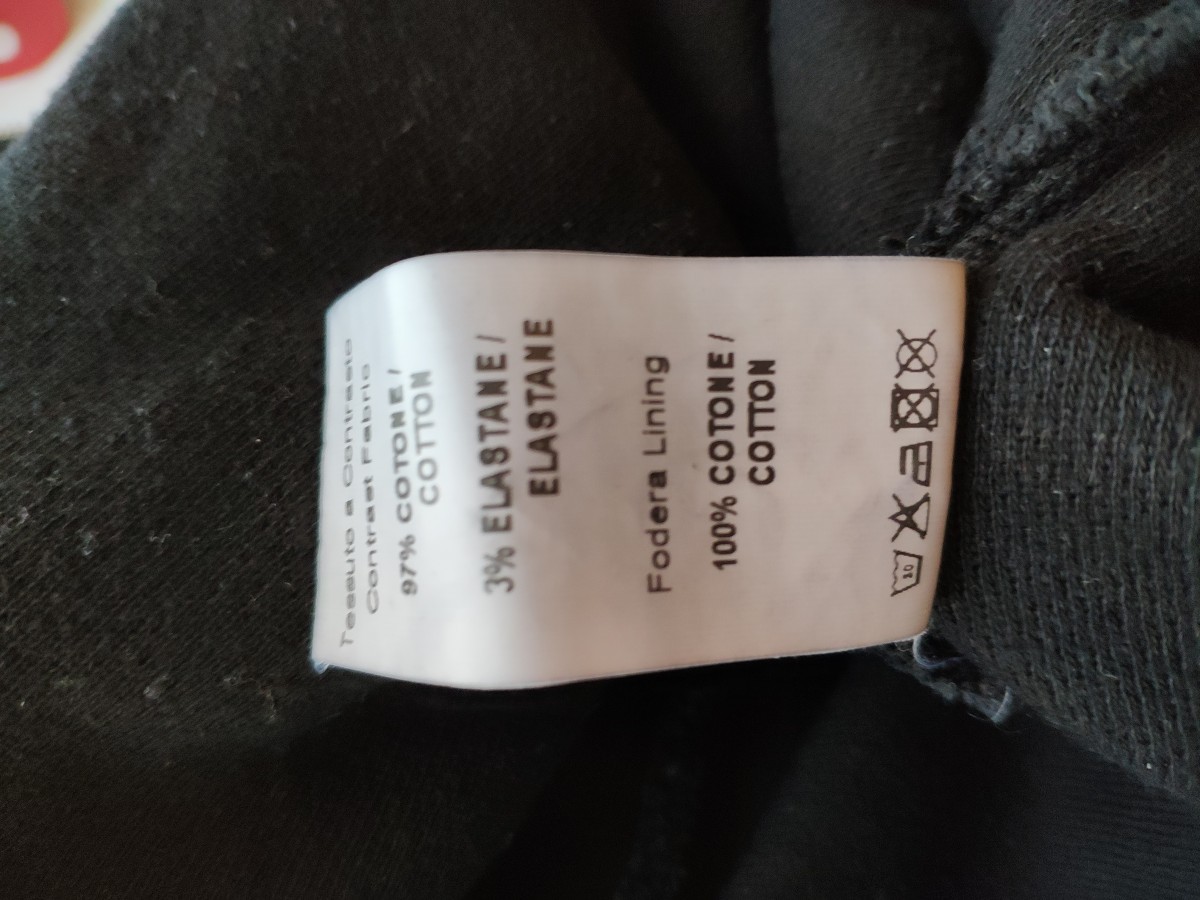 Tessuto a Contrasto
Contrast Fabric
97% COTONE/
COTTON
3% ELASTANE/
ELASTANE
Fodera Lining
100% COTONE/
COTTON